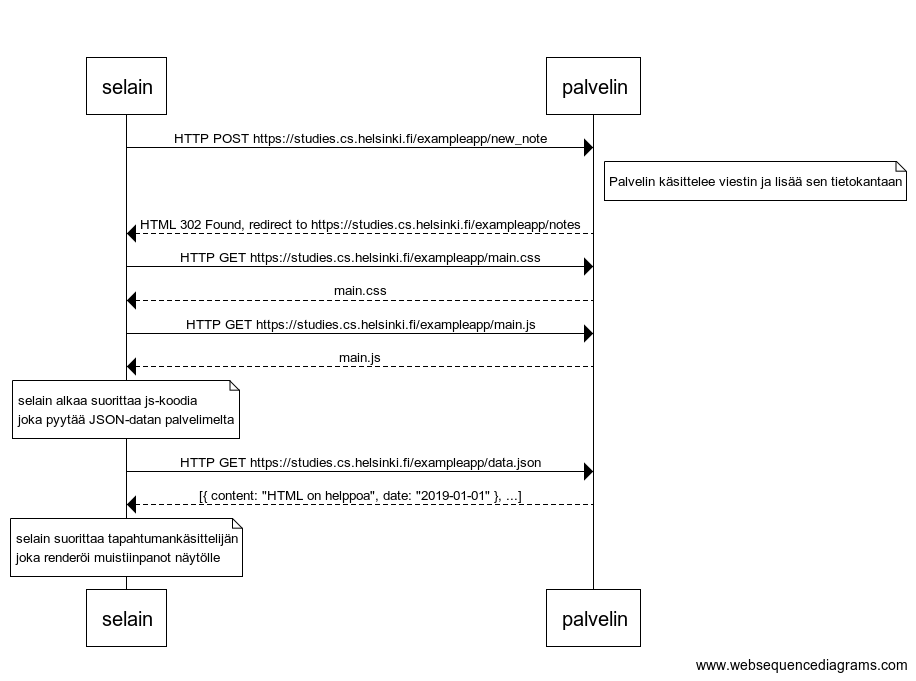 selain
palvelin
HTTP POST https://studies.cs.helsinki.fi/exampleapp/new_note
Palvelin käsittelee viestin ja lisää sen tietokantaan
HTML 302 Found, redirect to https://studies.cs.helsinki.fi/exampleapp/notes
HTTP GET https://studies.cs.helsinki.fi/exampleapp/main.css
main.css
HTTP GET https://studies.cs.helsinki.fi/exampleapp/main.js
main.js
selain alkaa suorittaa js-koodia
joka pyytää JSON-datan palvelimelta
HTTP GET https://studies.cs.helsinki.fi/exampleapp/data.json
[{ content: "HTML on helppoa", date: "2019-01-01" }, ...]
selain suorittaa tapahtumankäsittelijän
joka renderöi muistiinpanot näytölle
selain
palvelin
www.websequencediagrams.com